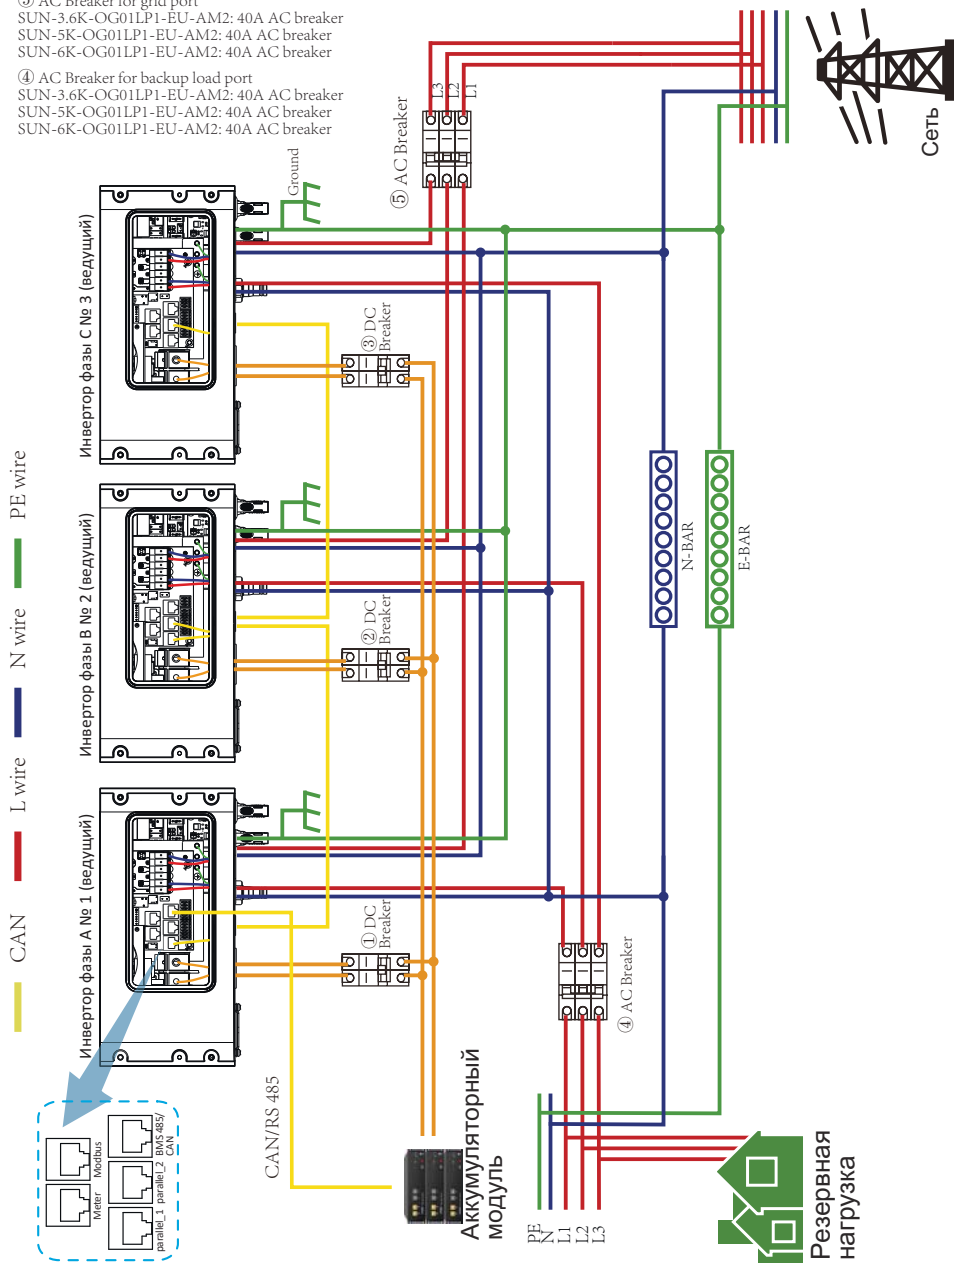 ③ AC Breaker for grid port
SUN-3.6K-OG01LP1-EU-AM2: 40A AC breaker
SUN-5K-OG01LP1-EU-AM2: 40A AC breaker
SUN-6K-OG01LP1-EU-AM2: 40A AC breaker
④ AC Breaker for backup load port
SUN-3.6K-OG01LP1-EU-AM2: 40A AC breaker
SUN-5K-OG01LP1-EU-AM2: 40A AC breaker
SUN-6K-OG01LP1-EU-AM2: 40A AC breaker
CAN
L wire
N wire
PE wire
Инвертор фазы А № 1 (ведущий)
Инвертор фазы В № 2 (ведущий)
Инвертор фазы С № 3 (ведущий)
Ground
⑤ AC Breaker
L3
L2
L1
Сеть
① DC
Breaker
② DC
Breaker
③ DC
Breaker
N-BAR
E-BAR
④ AC Breaker
Meter
Modbus
parallel_1
parallel_2
BMS 485/
CAN
CAN/RS 485
Аккумуляторный
модуль
PE
N
L1
L2
L3
Резервная
нагрузка